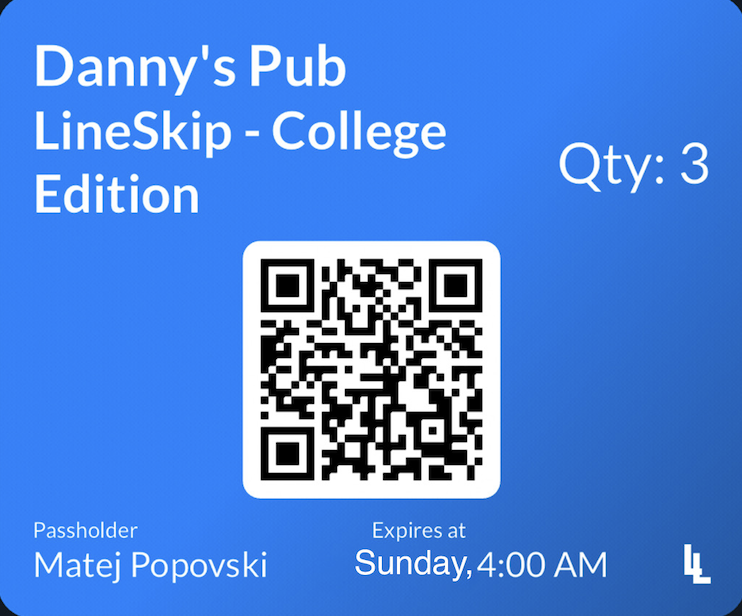 Danny's Pub
LineSkip - College
Edition
Qty: 3
Passholder
Matej Popovski
Expires at
Sunday, 4:00 AM